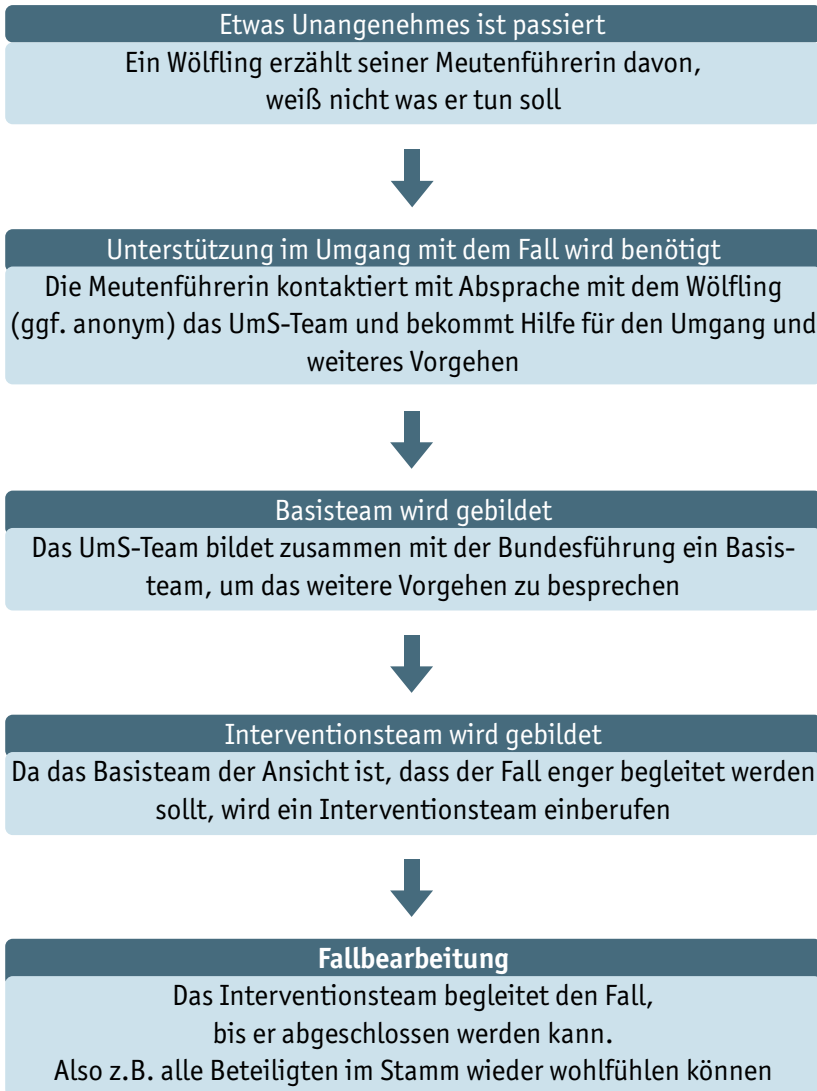 Etwas Unangenehmes ist passiert
Ein Wölfling erzählt seiner Meutenführerin davon,
weiß nicht was er tun soll
Unterstützung im Umgang mit dem Fall wird benötigt
Die Meutenführerin kontaktiert mit Absprache mit dem Wölfling
(ggf. anonym) das UmS-Team und bekommt Hilfe für den Umgang und
weiteres Vorgehen
Basisteam wird gebildet
Das UmS-Team bildet zusammen mit der Bundesführung ein Basis-
team, um das weitere Vorgehen zu besprechen
Interventionsteam wird gebildet
Da das Basisteam der Ansicht ist, dass der Fall enger begleitet werden
sollt, wird ein Interventionsteam einberufen
Fallbearbeitung
Das Interventionsteam begleitet den Fall,
bis er abgeschlossen werden kann.
Also z.B. alle Beteiligten im Stamm wieder wohlfühlen können